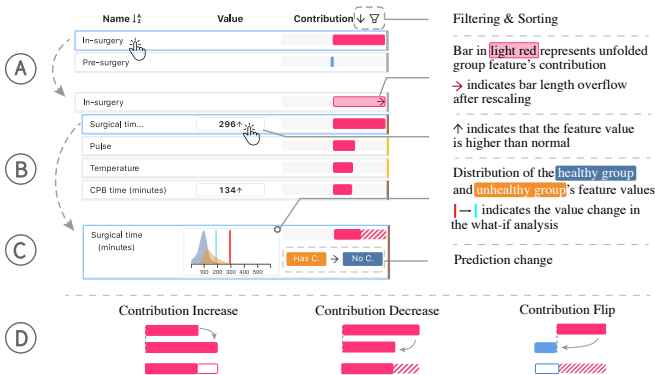 Name Value Contribution
Filtering & Sorting
A
In-surgery
Pre-surgery
Bar in light red represents unfolded
group feature's contribution
→ indicates bar length overflow
after rescaling
In-surgery
B
Surgical tim... 296↑
Pulse
Temperature
CPB time (minutes) 134↑
↑ indicates that the feature value
is higher than normal
Distribution of the healthy group
and unhealthy group's feature values
|→| indicates the value change in
the what-if analysis
C
Surgical time
(minutes)
100 200 300 400 500
Has C. → No C.
Prediction change
D
Contribution Increase Contribution Decrease Contribution Flip